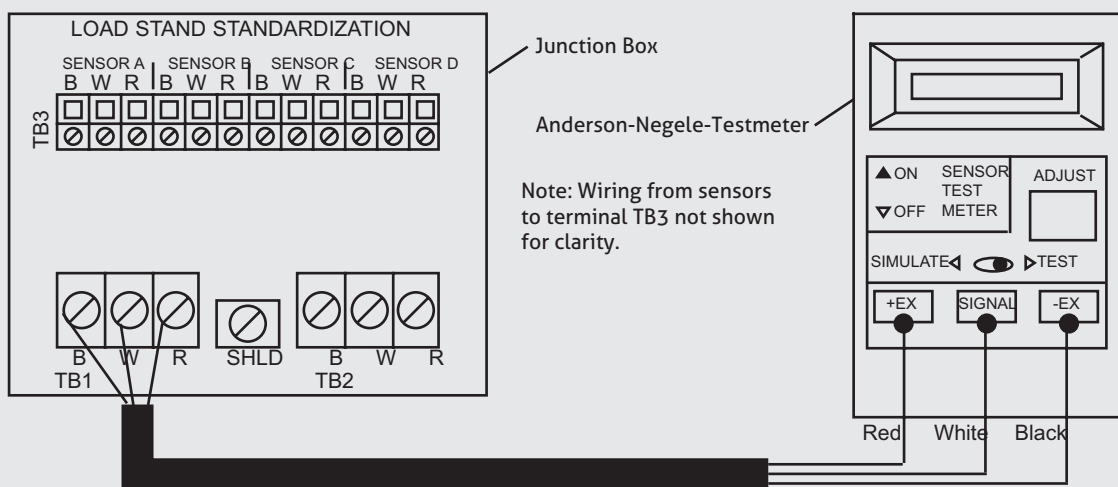 LOAD STAND STANDARDIZATION
SENSOR A SENSOR B SENSOR C SENSOR D
B W R B W R B W R B W R
TB3
B W R SHLD B W R
TB1 TB2
Junction Box
Anderson-Negele-Testmeter
Note: Wiring from sensors
to terminal TB3 not shown
for clarity.
ON SENSOR ADJUST
TEST
OFF METER
SIMULATE TEST
+EX SIGNAL -EX
Red White Black